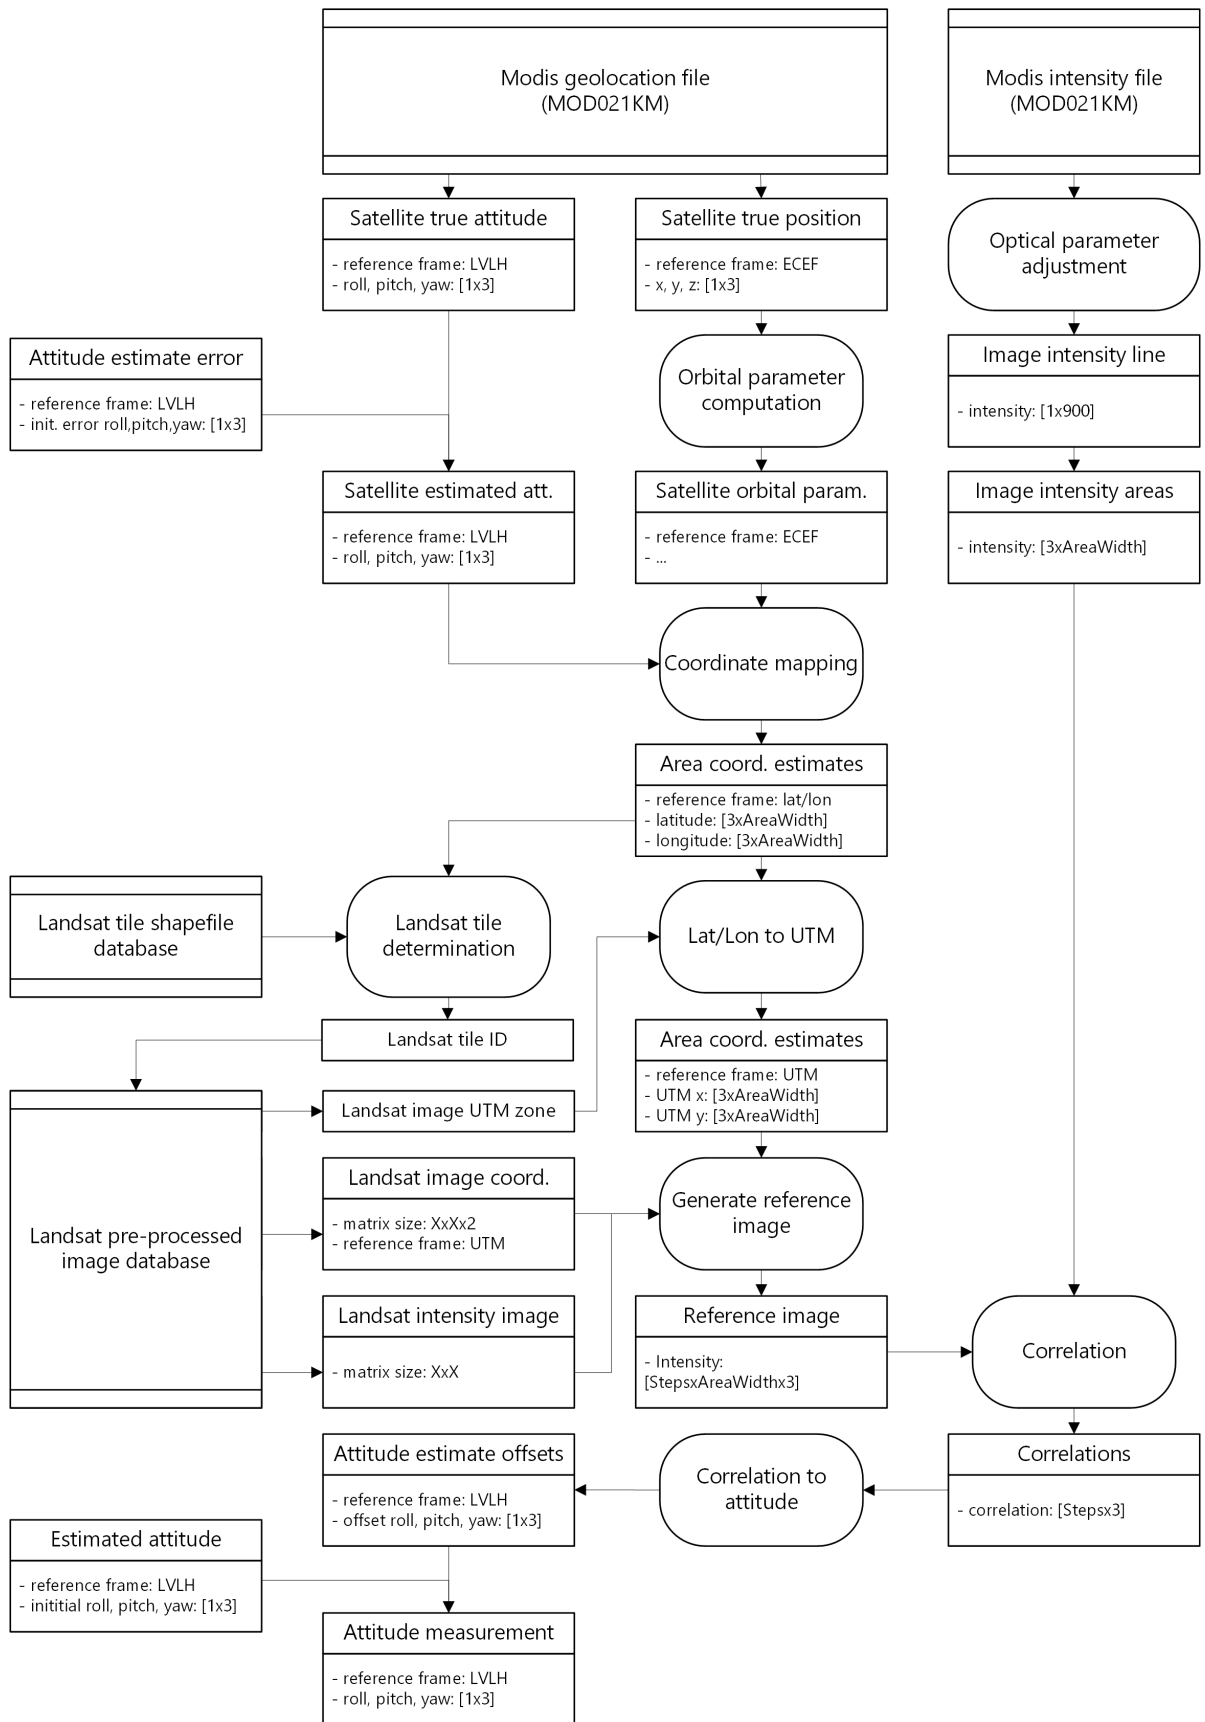 Modis geolocation file
(MOD021KM)
Modis intensity file
(MOD021KM)
Satellite true attitude
- reference frame: LVLH
- roll, pitch, yaw: [1x3]
Satellite true position
- reference frame: ECEF
- x, y, z: [1x3]
Optical parameter
adjustment
Attitude estimate error
- reference frame: LVLH
- init. error roll,pitch,yaw: [1x3]
Orbital parameter
computation
Image intensity line
- intensity: [1x900]
Satellite estimated att.
- reference frame: LVLH
- roll, pitch, yaw: [1x3]
Satellite orbital param.
- reference frame: ECEF
- ...
Image intensity areas
- intensity: [3xAreaWidth]
Coordinate mapping
Area coord. estimates
- reference frame: lat/lon
- latitude: [3xAreaWidth]
- longitude: [3xAreaWidth]
Landsat tile shapefile
database
Landsat tile
determination
Lat/Lon to UTM
Landsat tile ID
Area coord. estimates
- reference frame: UTM
- UTM x: [3xAreaWidth]
- UTM y: [3xAreaWidth]
Landsat pre-processed
image database
Landsat image UTM zone
Landsat image coord.
- matrix size: XxXx2
- reference frame: UTM
Generate reference
image
Landsat intensity image
- matrix size: XxX
Reference image
- Intensity:
[StepsxAreaWidthx3]
Correlation
Attitude estimate offsets
- reference frame: LVLH
- offset roll, pitch, yaw: [1x3]
Correlation to
attitude
Correlations
- correlation: [Stepsx3]
Estimated attitude
- reference frame: LVLH
- inititial roll, pitch, yaw: [1x3]
Attitude measurement
- reference frame: LVLH
- roll, pitch, yaw: [1x3]